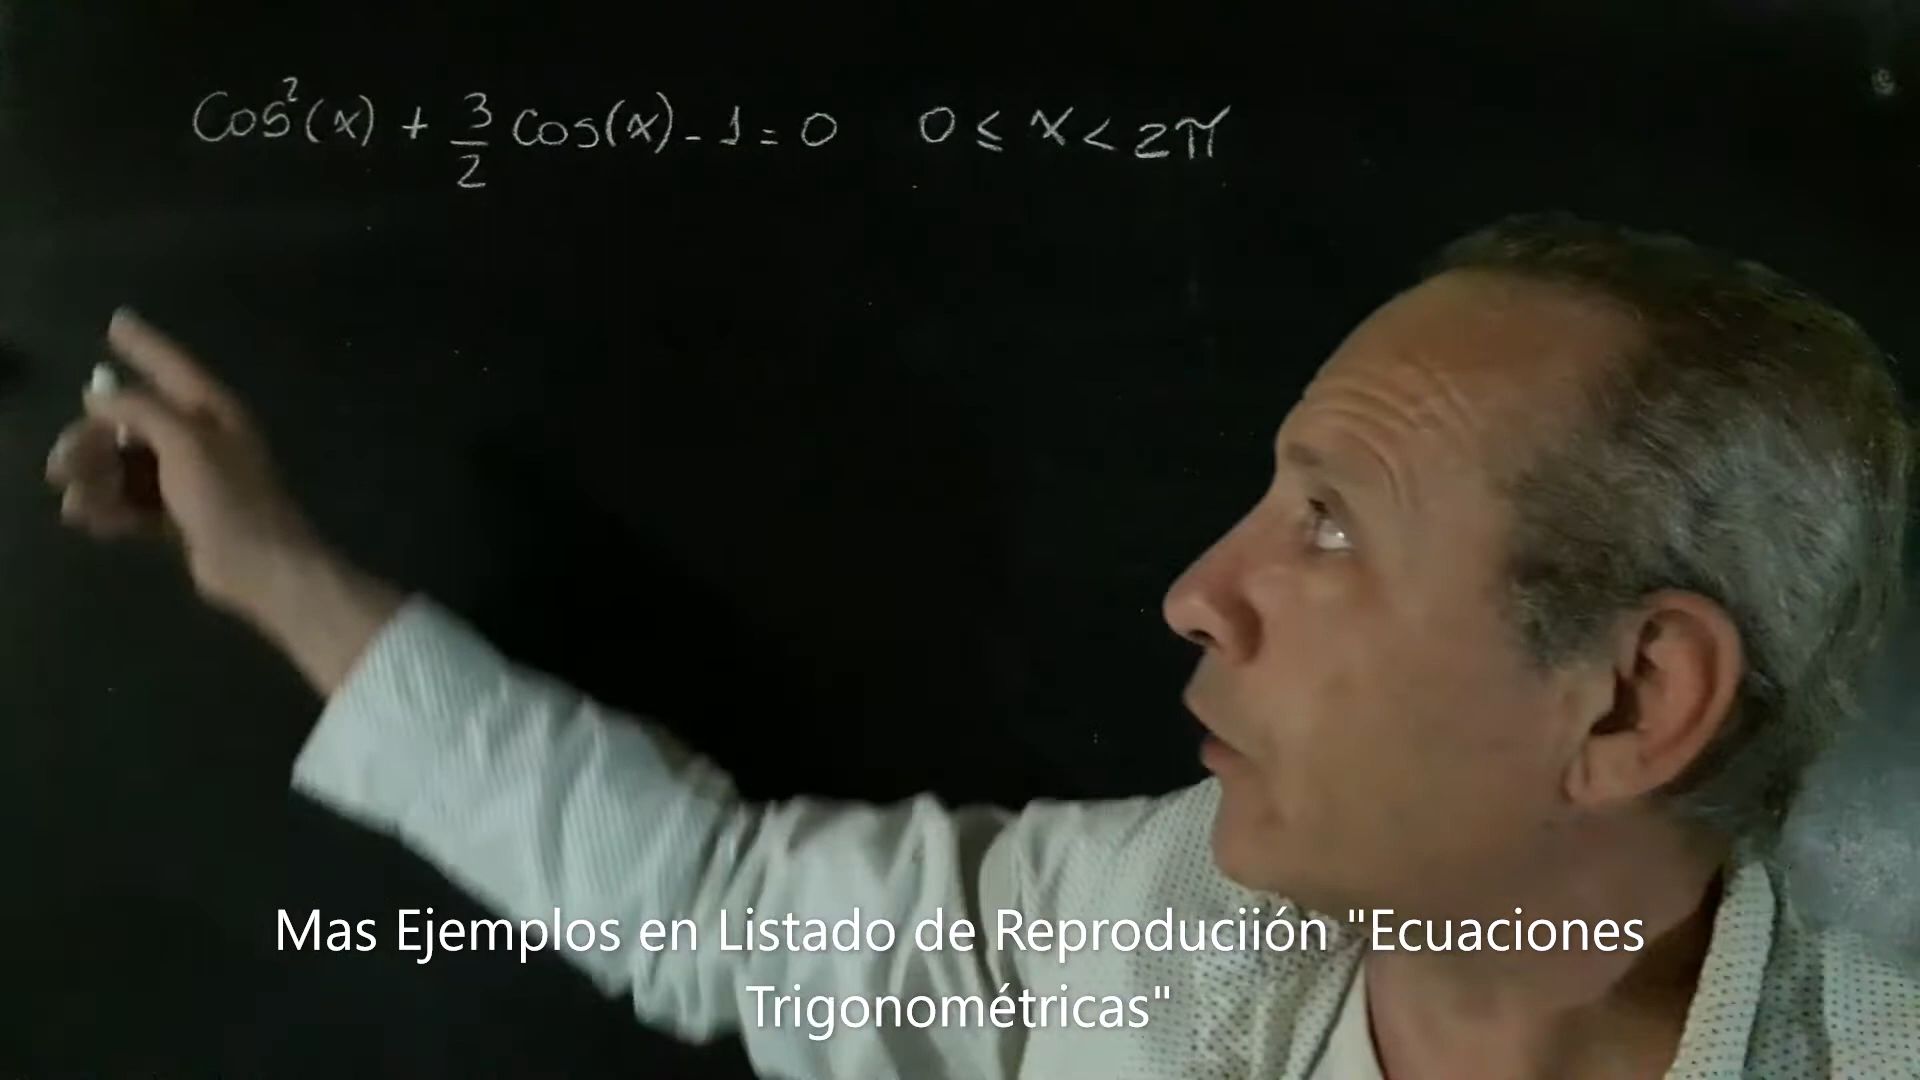 Cos²(x) + 3/2 Cos(x) - 1 = 0    0 ≤ x < 2π
Mas Ejemplos en Listado de Reproduciión "Ecuaciones
Trigonométricas"